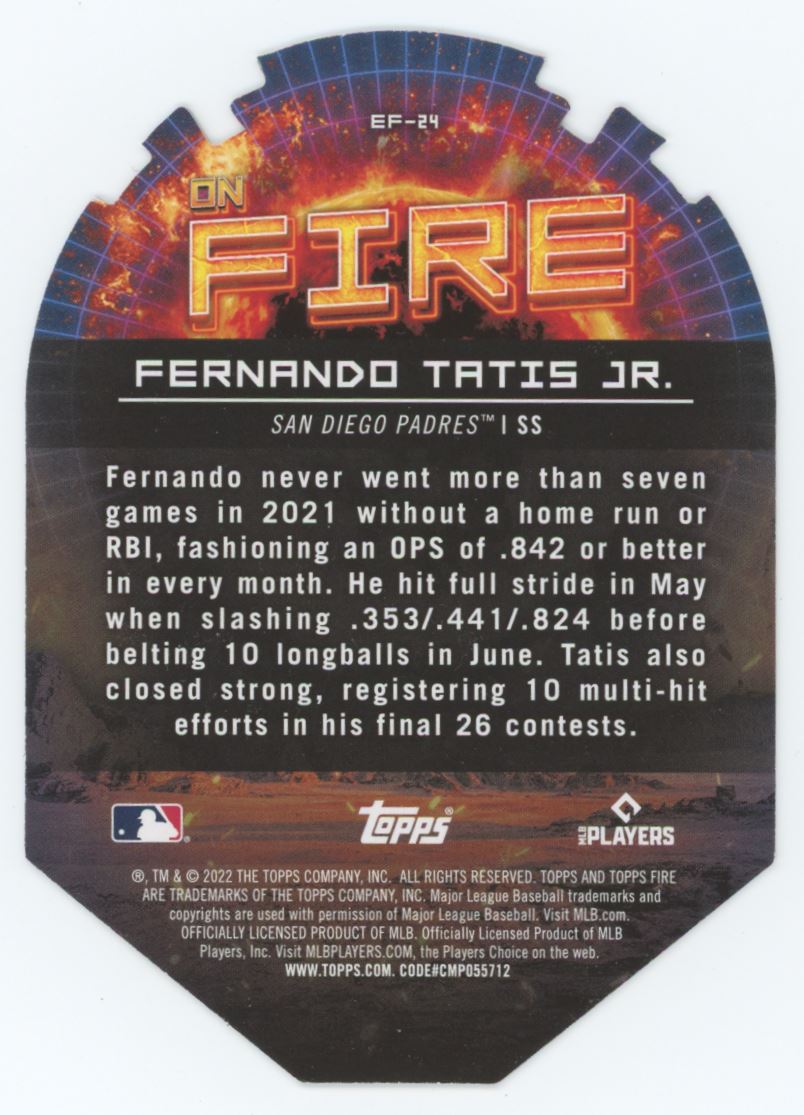 EF-24
ON
FIRE
FERNANDO TATIS JR.
SAN DIEGO PADRES™ | SS
Fernando never went more than seven
games in 2021 without a home run or
RBI, fashioning an OPS of .842 or better
in every month. He hit full stride in May
when slashing .353/.441/.824 before
belting 10 longballs in June. Tatis also
closed strong, registering 10 multi-hit
efforts in his final 26 contests.
® topps® MLB PLAYERS
®, TM & © 2022 THE TOPPS COMPANY, INC. ALL RIGHTS RESERVED. TOPPS AND TOPPS FIRE
ARE TRADEMARKS OF THE TOPPS COMPANY, INC. Major League Baseball trademarks and
copyrights are used with permission of Major League Baseball. Visit MLB.com.
OFFICIALLY LICENSED PRODUCT OF MLB. Officially Licensed Product of MLB
Players, Inc. Visit MLBPLAYERS.COM, the Players Choice on the web.
WWW.TOPPS.COM. CODE#CMP055712